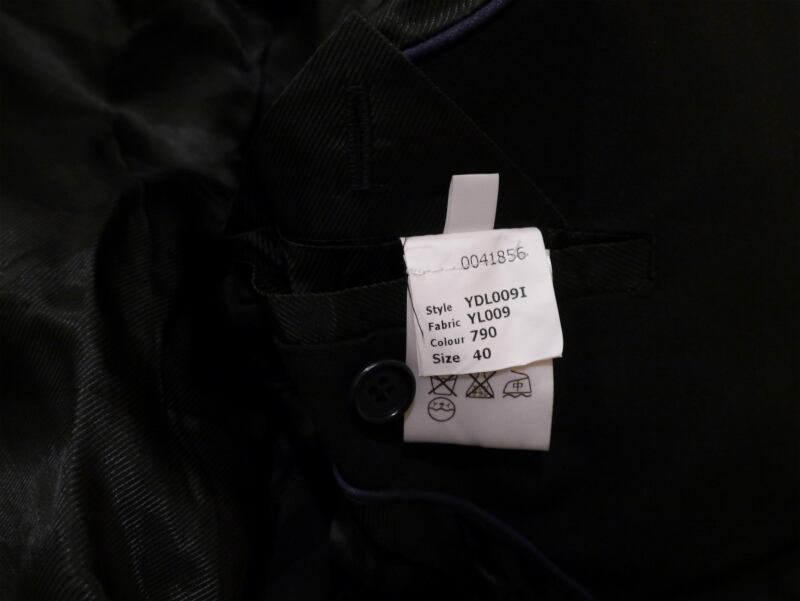 0041856
Style YDL009I
Fabric YL009
Colour 790
Size 40
中